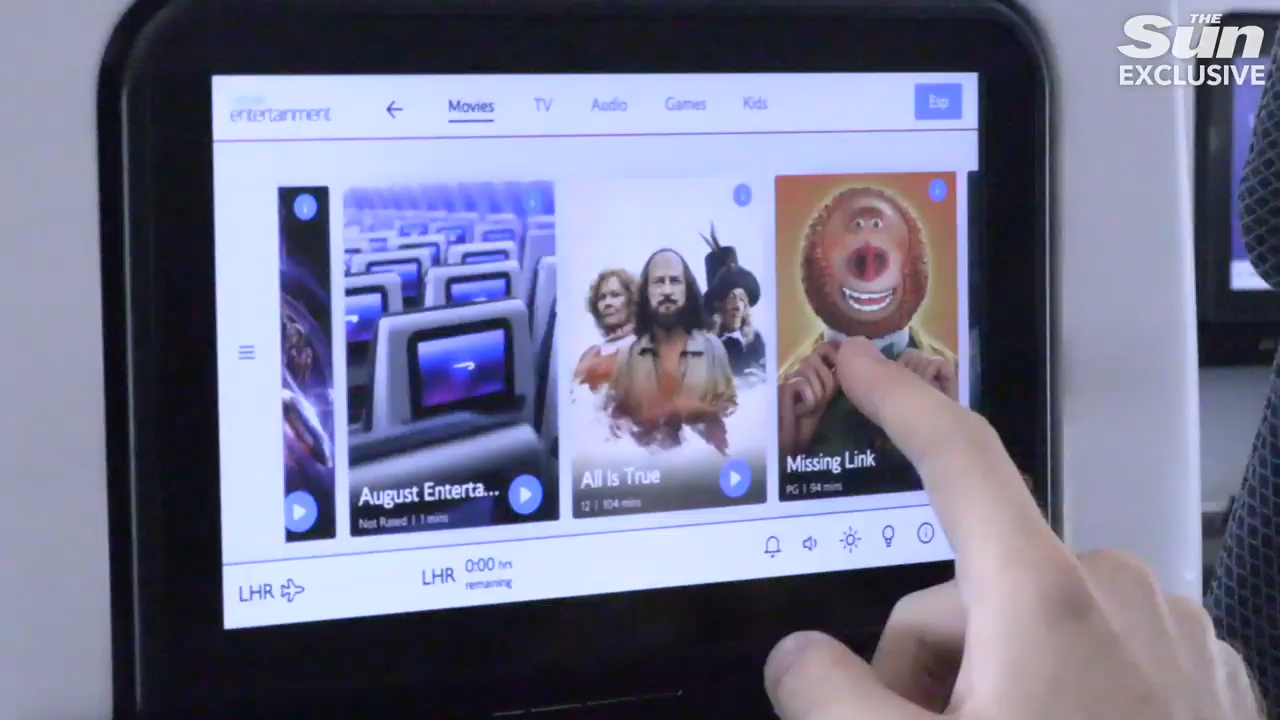 THE
Sun
EXCLUSIVE
entertainment
Movies
TV
Audio
Games
Kids
Esp
August Enterta...
Not Rated | 1 mins
All Is True
12 | 104 mins
Missing Link
PG | 94 mins
LHR
LHR
0:00 hrs
remaining